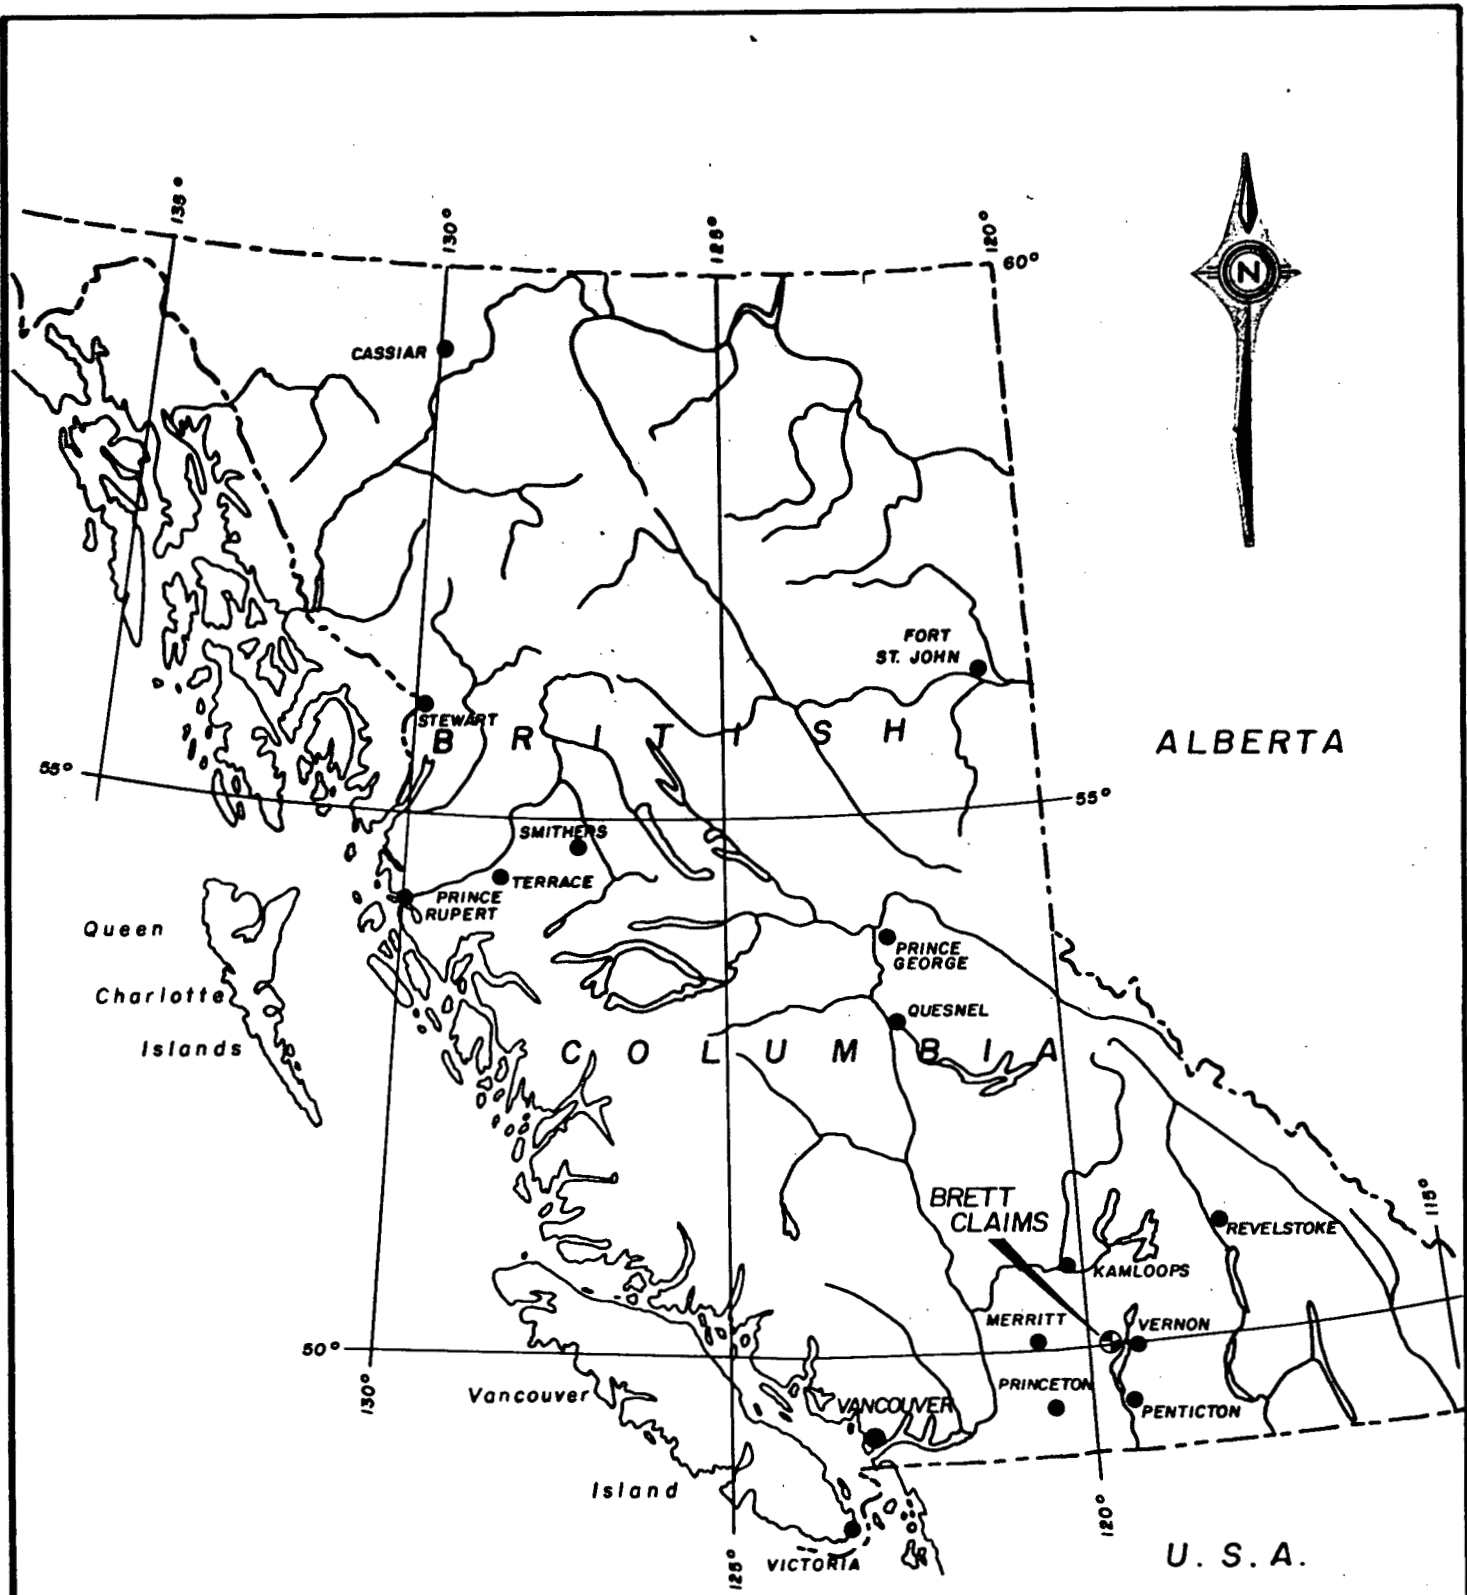 135°
130°
125°
120°
60°
N
CASSIAR
FORT
ST. JOHN
STEWART
BRITISH
ALBERTA
55°
55°
SMITHERS
TERRACE
PRINCE
RUPERT
Queen
PRINCE
GEORGE
Charlotte
QUESNEL
Islands
COLUMBIA
BRETT
CLAIMS
115°
REVELSTOKE
KAMLOOPS
MERRITT
VERNON
50°
130°
Vancouver
PRINCETON
VANCOUVER
PENTICTON
Island
120°
125°
VICTORIA
U.S.A.